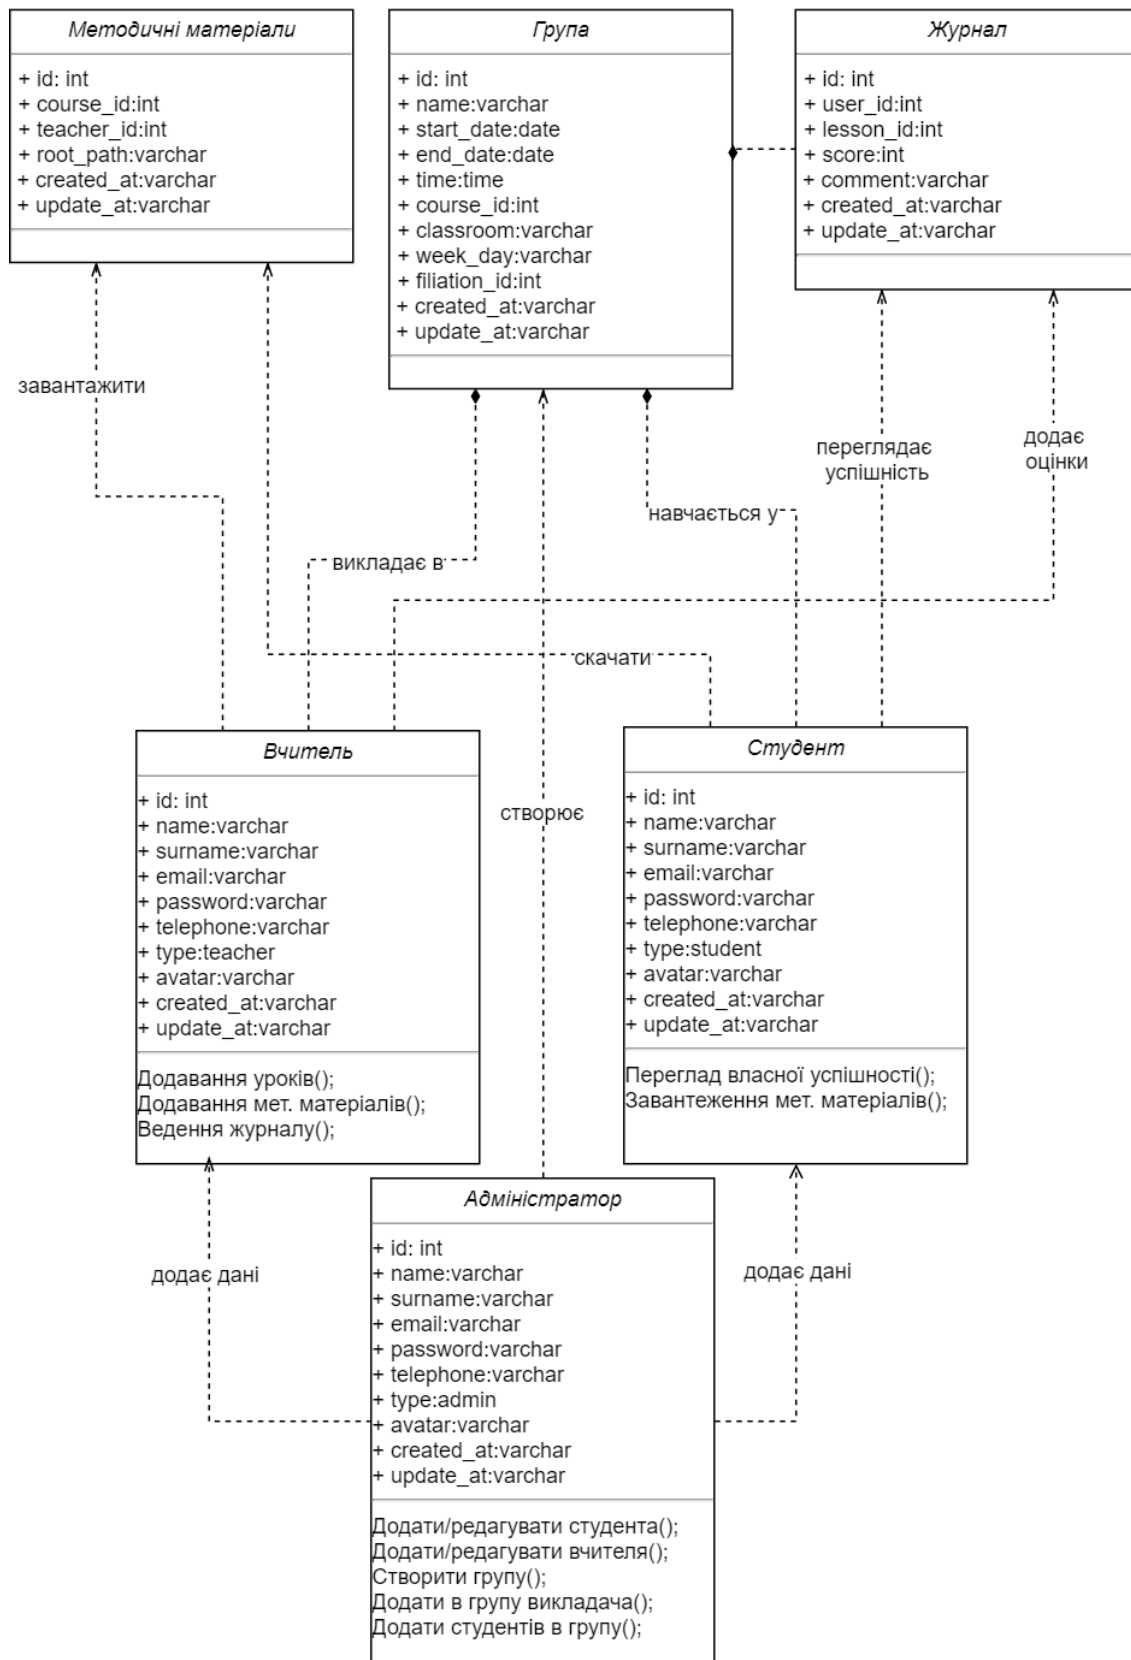 Методичні матеріали
+ id: int
+ course_id:int
+ teacher_id:int
+ root_path:varchar
+ created_at:varchar
+ update_at:varchar
Група
+ id: int
+ name:varchar
+ start_date:date
+ end_date:date
+ time:time
+ course_id:int
+ classroom:varchar
+ week_day:varchar
+ filiation_id:int
+ created_at:varchar
+ update_at:varchar
Журнал
+ id: int
+ user_id:int
+ lesson_id:int
+ score:int
+ comment:varchar
+ created_at:varchar
+ update_at:varchar
завантажити
переглядає
успішність
додає
оцінки
навчається у
викладає в
скачати
Вчитель
+ id: int
+ name:varchar
+ surname:varchar
+ email:varchar
+ password:varchar
+ telephone:varchar
+ type:teacher
+ avatar:varchar
+ created_at:varchar
+ update_at:varchar
Додавання уроків();
Додавання мет. матеріалів();
Ведення журналу();
створює
Студент
+ id: int
+ name:varchar
+ surname:varchar
+ email:varchar
+ password:varchar
+ telephone:varchar
+ type:student
+ avatar:varchar
+ created_at:varchar
+ update_at:varchar
Перегляд власної успішності();
Завантеження мет. матеріалів();
додає дані
додає дані
Адміністратор
+ id: int
+ name:varchar
+ surname:varchar
+ email:varchar
+ password:varchar
+ telephone:varchar
+ type:admin
+ avatar:varchar
+ created_at:varchar
+ update_at:varchar
Додати/редагувати студента();
Додати/редагувати вчителя();
Створити групу();
Додати в групу викладача();
Додати студентів в групу();